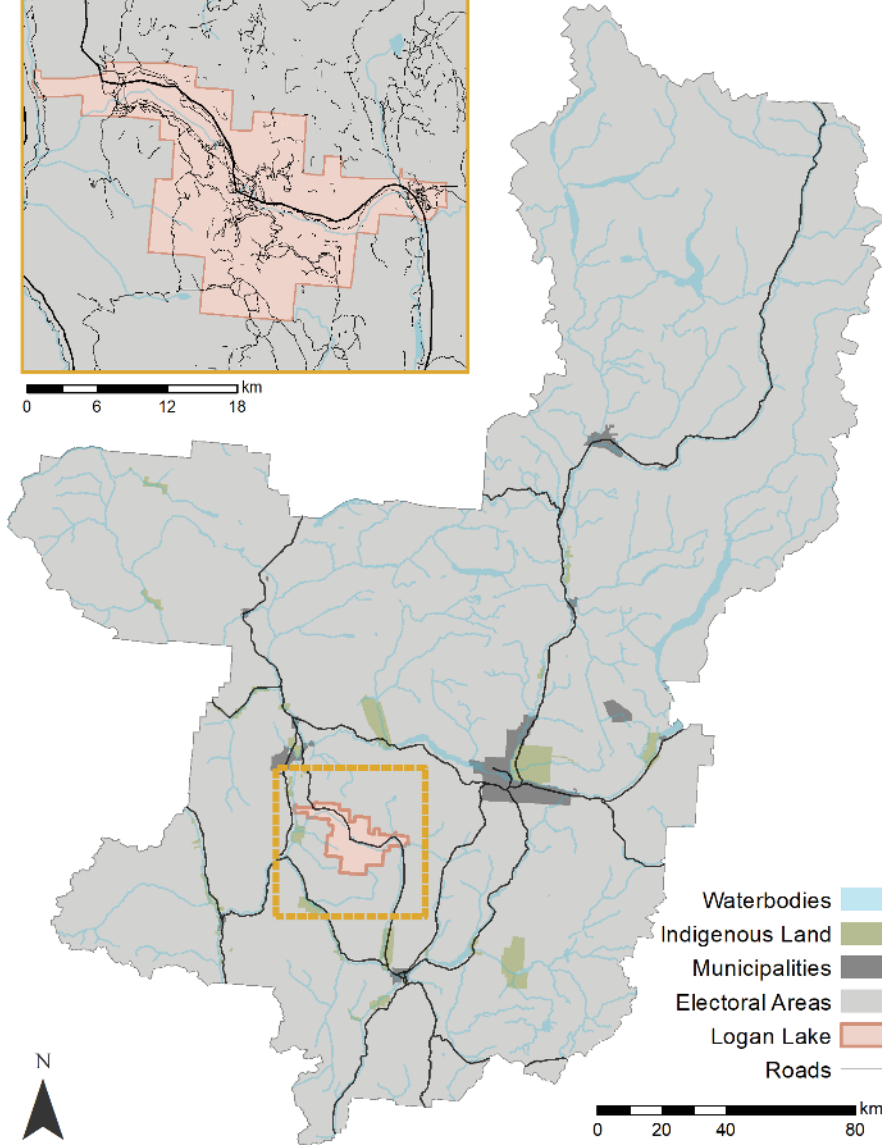 km
0 6 12 18
Waterbodies
Indigenous Land
Municipalities
Electoral Areas
Logan Lake
Roads
N
km
0 20 40 80